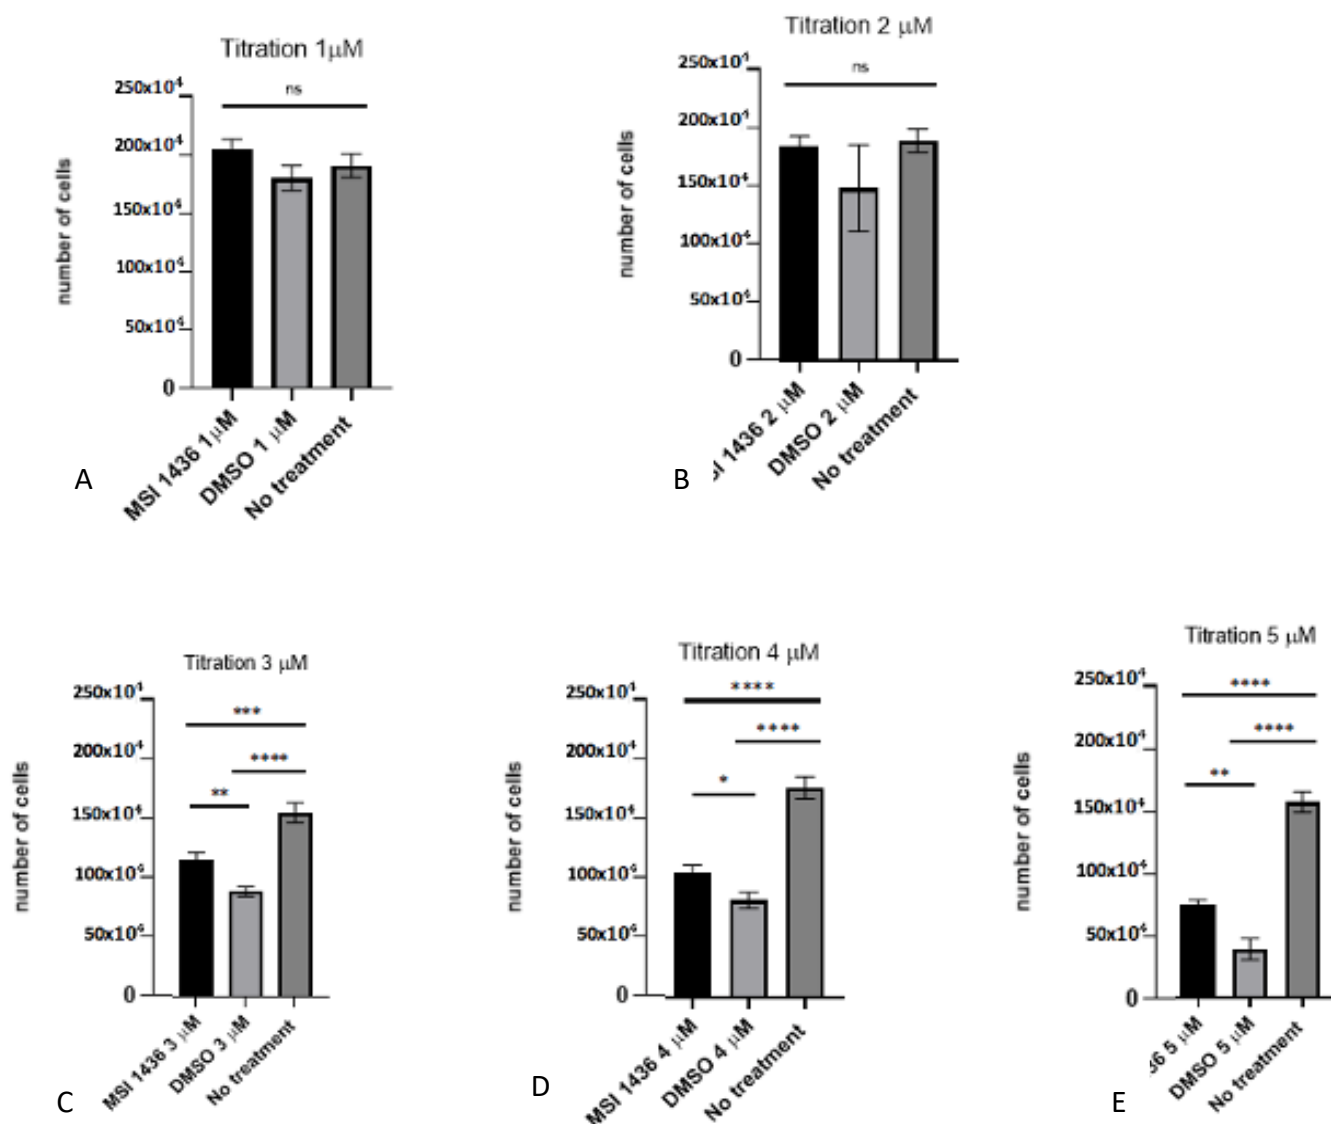 Titration 1μM
250x10⁴
200x10⁴
150x10⁴
100x10⁴
50x10⁴
0
number of cells
ns
MSI 1436 1μM
DMSO 1 μM
No treatment
A
Titration 2 μM
250x10⁴
200x10⁴
150x10⁴
100x10⁴
50x10⁴
0
number of cells
ns
SI 1436 2 μM
DMSO 2 μM
No treatment
B
Titration 3 μM
250x10⁴
200x10⁴
150x10⁴
100x10⁴
50x10⁴
0
number of cells
***
****
**
MSI 1436 3 μM
DMSO 3 μM
No treatment
C
Titration 4 μM
250x10⁴
200x10⁴
150x10⁴
100x10⁴
50x10⁴
0
number of cells
****
****
*
MSI 1436 4 μM
DMSO 4 μM
No treatment
D
Titration 5 μM
250x10⁴
200x10⁴
150x10⁴
100x10⁴
50x10⁴
0
number of cells
****
****
**
36 5 μM
DMSO 5 μM
No treatment
E